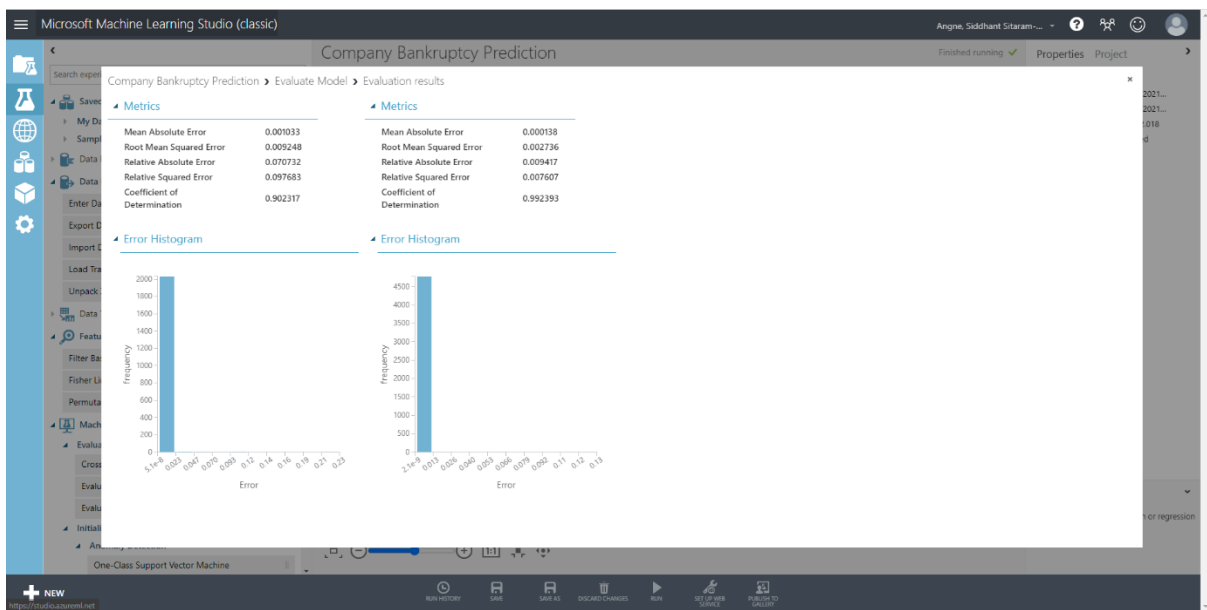 Microsoft Machine Learning Studio (classic)
Angne, Siddhant Sitaram-...
?
Company Bankruptcy Prediction
Finished running ✓
Properties Project
Search experi
Company Bankruptcy Prediction > Evaluate Model > Evaluation results
×
Saved
My Da
Sampl
Data
Data
Enter Da
Export D
Import D
Load Tra
Unpack
Data
Featu
Filter Ba
Fisher Li
Permuta
Mach
Evalua
Cross
Evalu
Evalu
Initiali
One-Class Support Vector Machine
Metrics
Mean Absolute Error 0.001033
Root Mean Squared Error 0.009248
Relative Absolute Error 0.070732
Relative Squared Error 0.097683
Coefficient of
Determination 0.902317
Error Histogram
2000
1800
1600
1400
1200
1000
800
600
400
200
0
frequency
5.1e-8 0.023 0.047 0.070 0.093 0.12 0.14 0.16 0.19 0.21 0.23
Error
Metrics
Mean Absolute Error 0.000138
Root Mean Squared Error 0.002736
Relative Absolute Error 0.009417
Relative Squared Error 0.007607
Coefficient of
Determination 0.992393
Error Histogram
4500
4000
3500
3000
2500
2000
1500
1000
500
0
frequency
2.1e-9 0.013 0.026 0.040 0.053 0.066 0.079 0.092 0.11 0.12 0.13
Error
2021...
2021...
n or regression
1:1
NEW
RUN HISTORY
SAVE
SAVE AS
DISCARD CHANGES
RUN
SET UP WEB
SERVICE
PUBLISH TO
GALLERY
https://studio.azureml.net